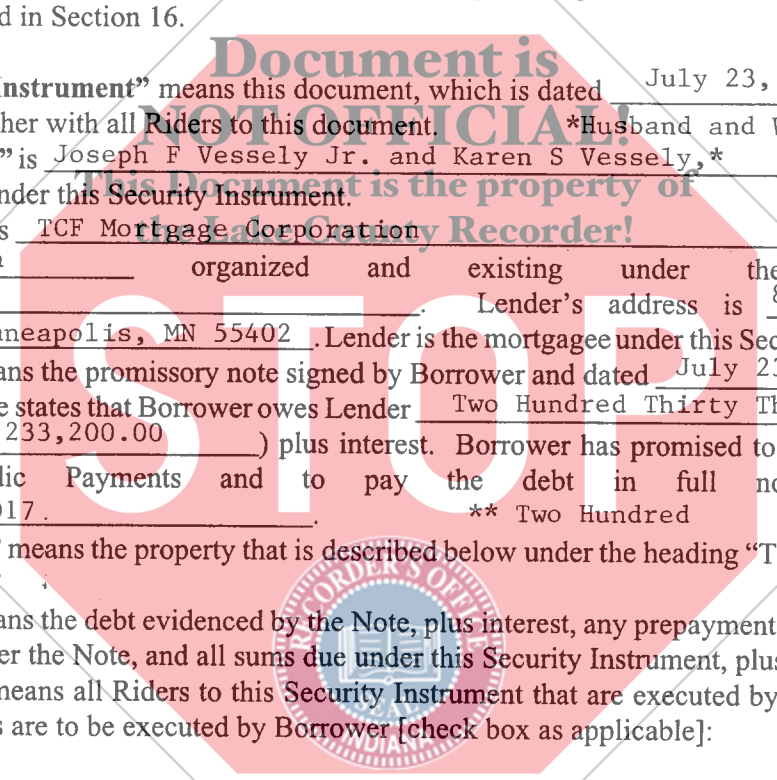 d in Section 16.
Document is
nstrument” means this document, which is dated July 23,
NOT OFFICIAL!
her with all Riders to this document. *Husband and W
” is Joseph F Vessely Jr. and Karen S Vessely,*
This Document is the property of
nder this Security Instrument.
s TCF Mortgage Corporation
the Lake County Recorder!
organized and existing under the
. Lender's address is 8
neapolis, MN 55402 . Lender is the mortgagee under this Sec
ans the promissory note signed by Borrower and dated July 23
e states that Borrower owes Lender Two Hundred Thirty Th
233,200.00 ) plus interest. Borrower has promised to
dic Payments and to pay the debt in full no
017. . ** Two Hundred
STOP
” means the property that is described below under the heading “T
RECORDER'S OFFICE
ans the debt evidenced by the Note, plus interest, any prepayment
er the Note, and all sums due under this Security Instrument, plus
means all Riders to this Security Instrument that are executed by
SEAL
s are to be executed by Borrower [check box as applicable]:
INDIANA